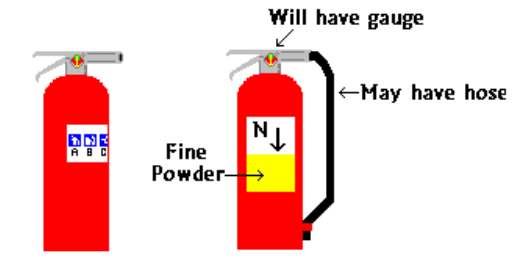 Will have gauge
←May have hose
N
A B C
Fine
Powder